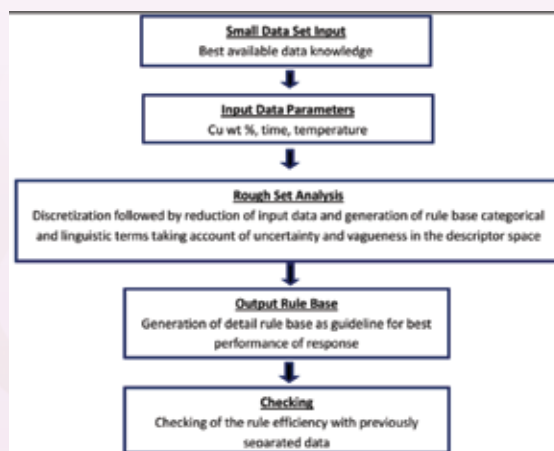 Small Data Set Input
Best available data knowledge
Input Data Parameters
Cu wt %, time, temperature
Rough Set Analysis
Discretization followed by reduction of input data and generation of rule base categorical
and linguistic terms taking account of uncertainty and vagueness in the descriptor space
Output Rule Base
Generation of detail rule base as guideline for best
performance of response
Checking
Checking of the rule efficiency with previously
separated data